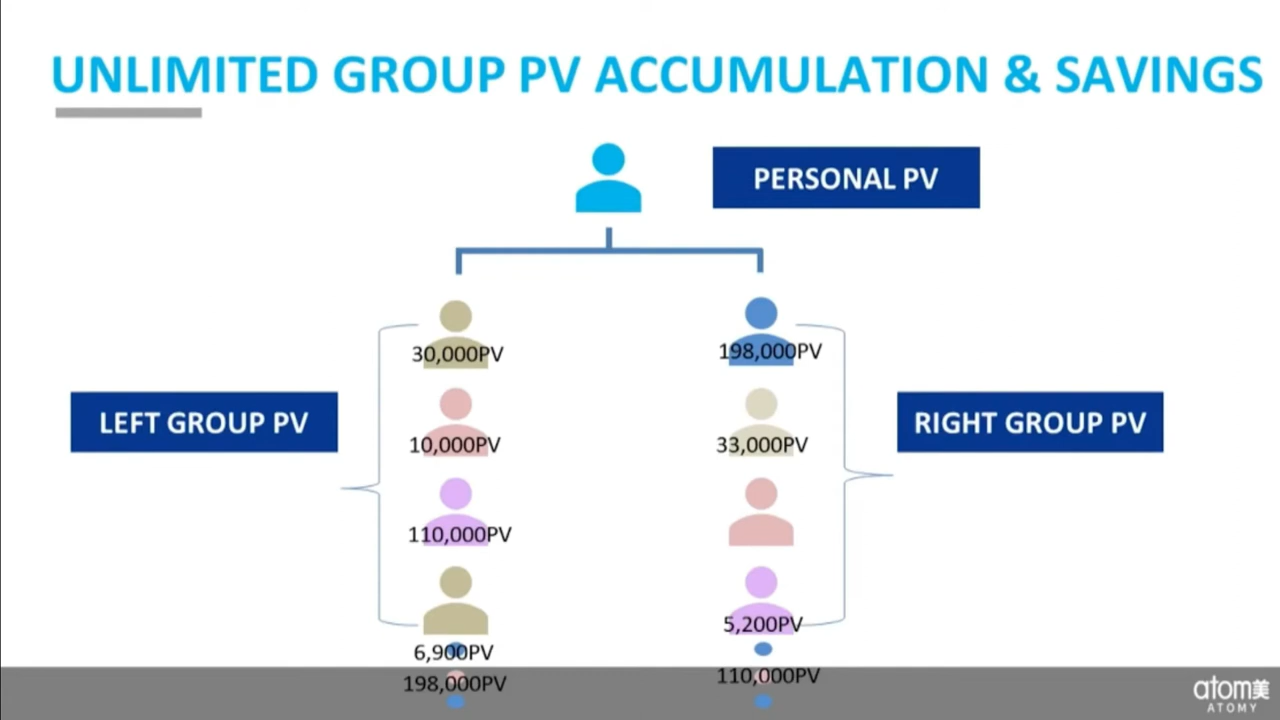 UNLIMITED GROUP PV ACCUMULATION & SAVINGS
PERSONAL PV
30,000PV
198,000PV
LEFT GROUP PV
10,000PV
33,000PV
RIGHT GROUP PV
110,000PV
5,200PV
6,900PV
198,000PV
110,000PV
atom美
ATOMY